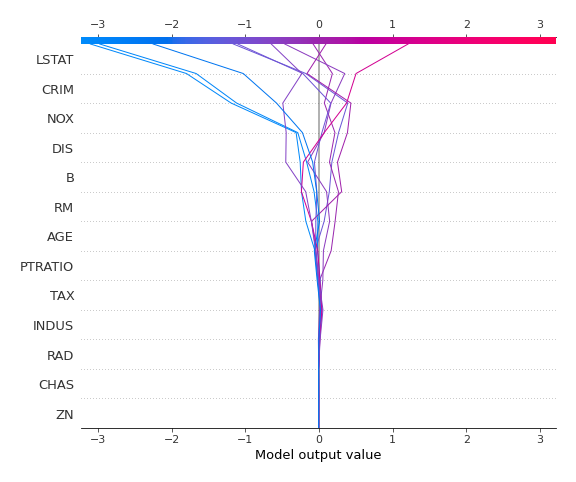 −3 −2 −1 0 1 2 3
LSTAT
CRIM
NOX
DIS
B
RM
AGE
PTRATIO
TAX
INDUS
RAD
CHAS
ZN
−3 −2 −1 0 1 2 3
Model output value